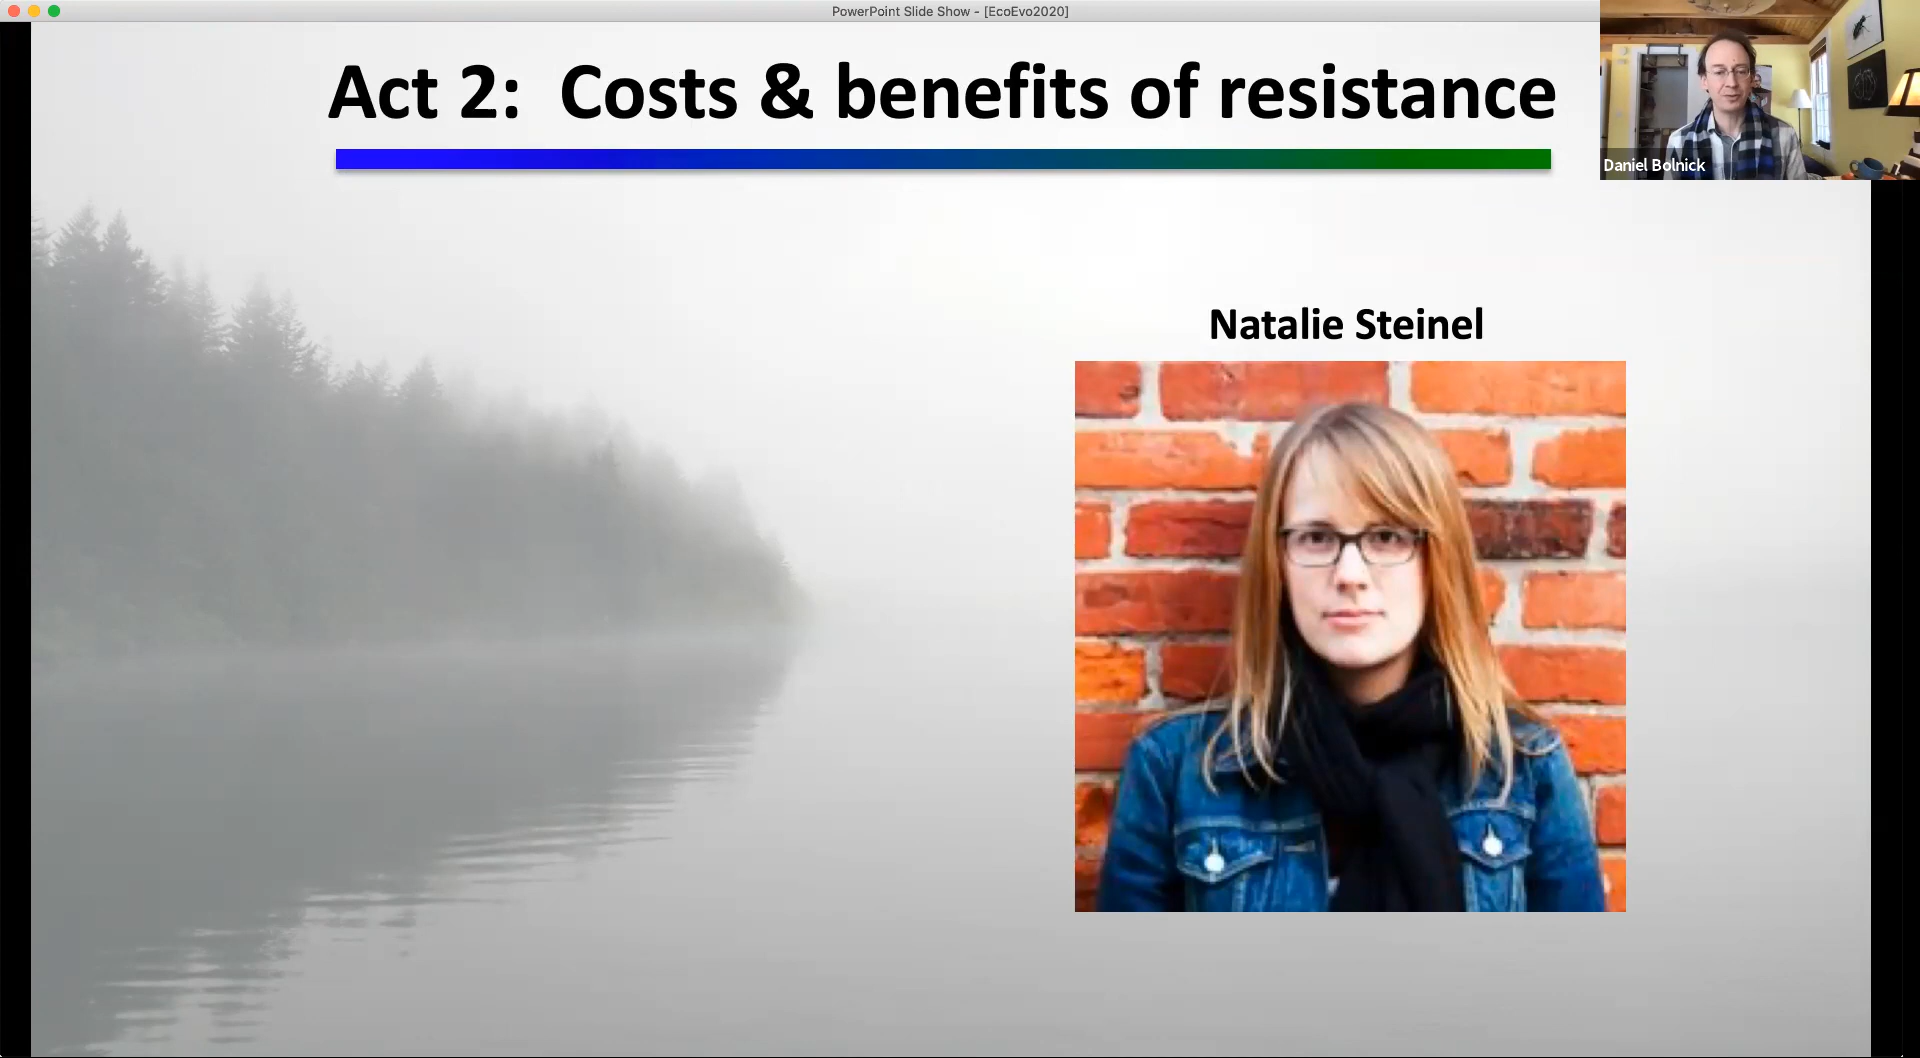 PowerPoint Slide Show - [EcoEvo2020]
Act 2:  Costs & benefits of resistance
Daniel Bolnick
Natalie Steinel